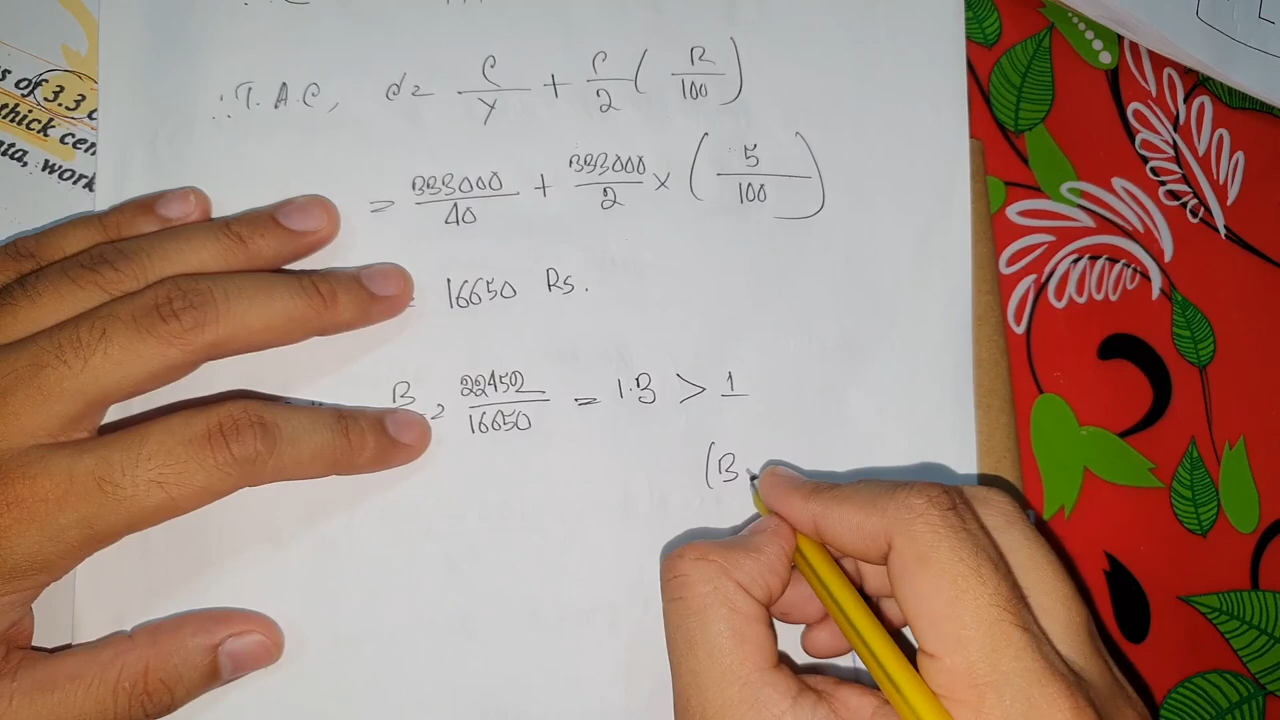 s of 3.3 c
thick cen
ata, work
∴T. A.C, d= P/Y + P/2 ( R/100 )
= 333000/40 + 333000/2 × ( 5/100 )
= 16650 Rs.
B = 22452/16650 = 1.3 > 1
(B